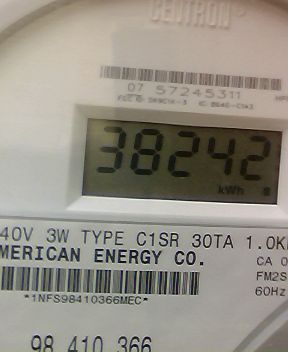 CENTRON®
07 57245311
38242
kWh
40V 3W TYPE C1SR 30TA 1.0K
MERICAN ENERGY CO.
CA 0
FM2S
60Hz
*1NFS98410366MEC*
98 410 366